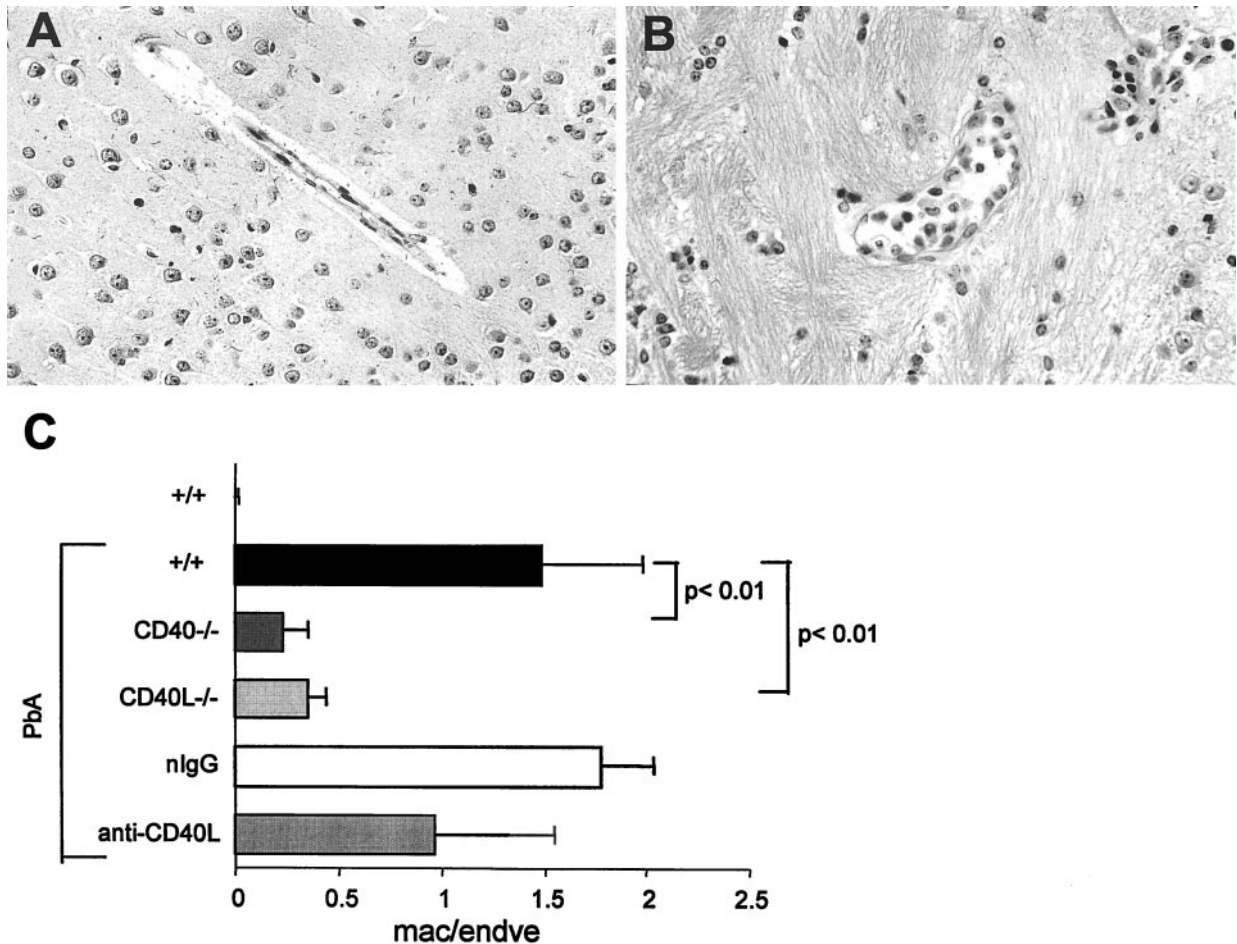 A
B
C
+/+
+/+
p< 0.01
CD40-/-
p< 0.01
CD40L-/-
PbA
nIgG
anti-CD40L
0 0.5 1 1.5 2 2.5
mac/endve